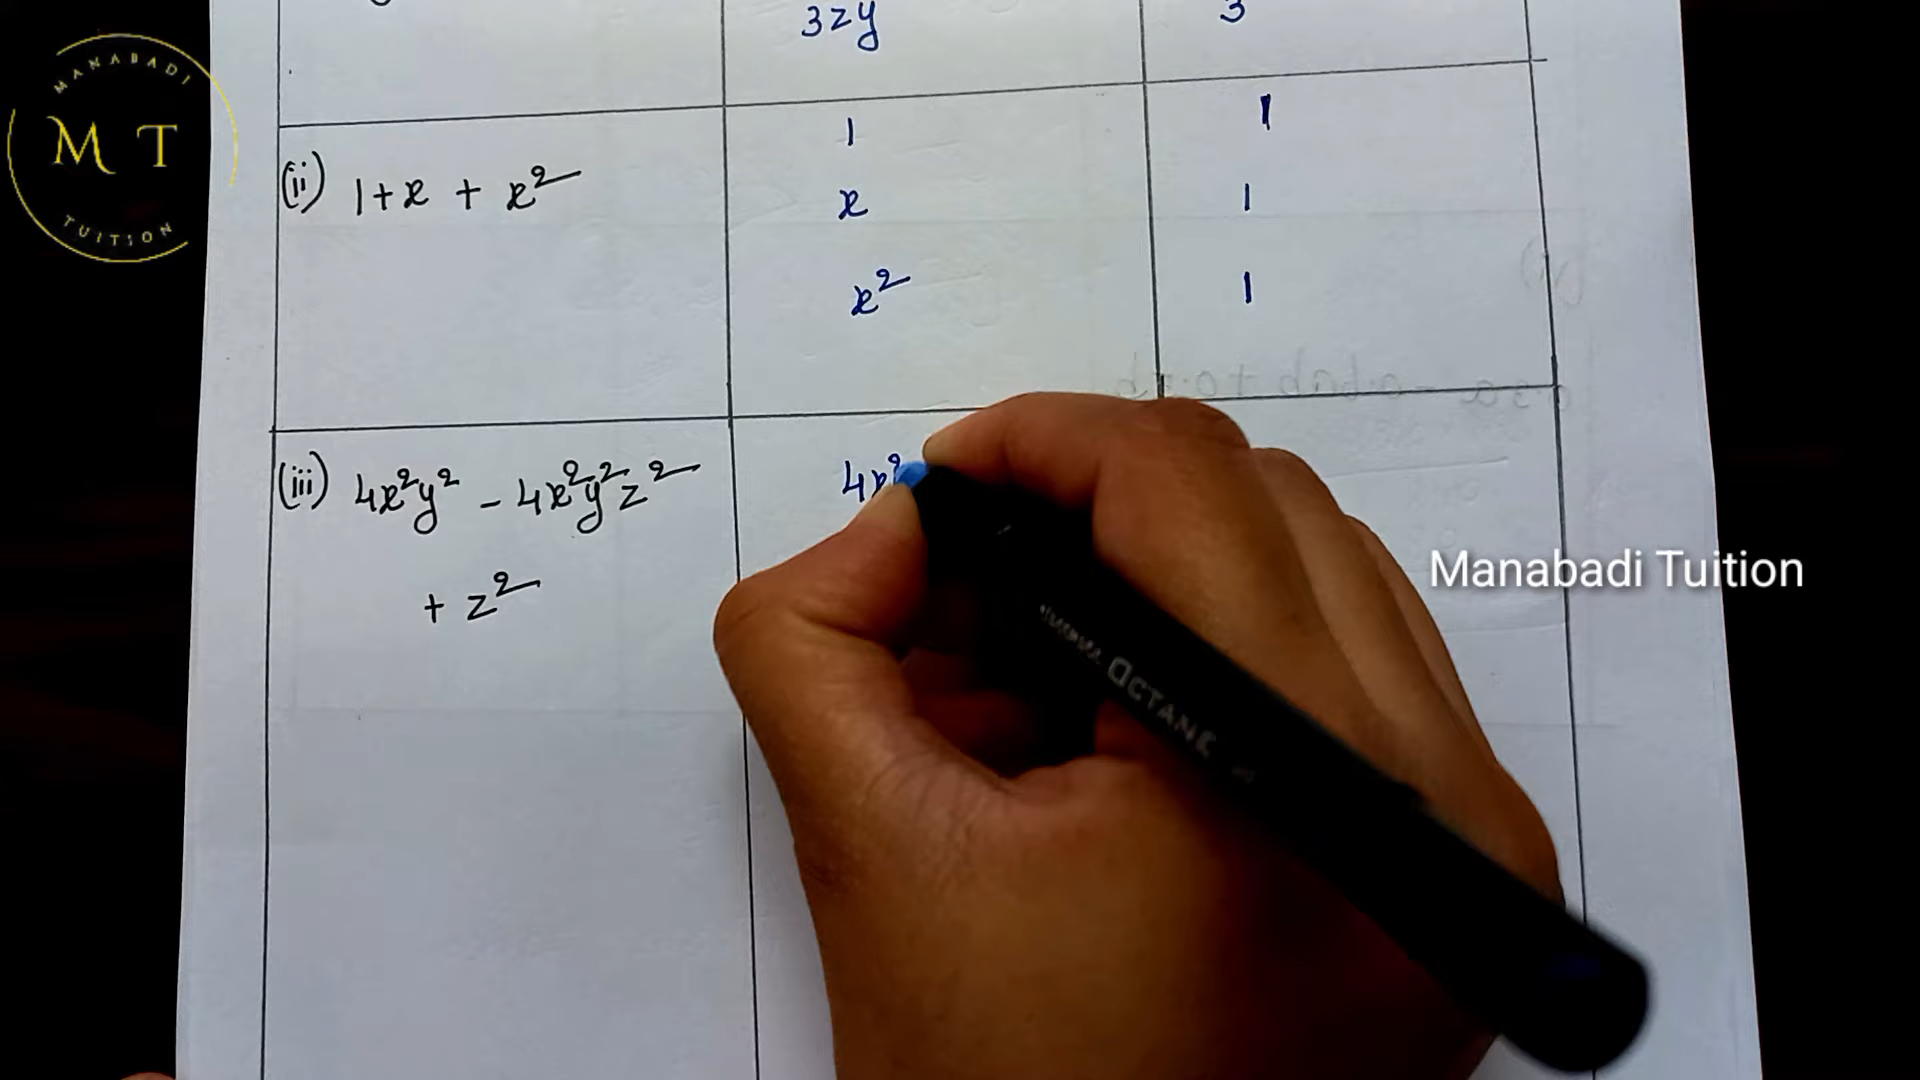 3zy 3
MANABADI
MT
TUITION
1 1
(ii) 1+x + x² x 1
x² 1
(iii) 4x²y² - 4x²y²z² 4x²
+ z²
Manabadi Tuition
OCTANE